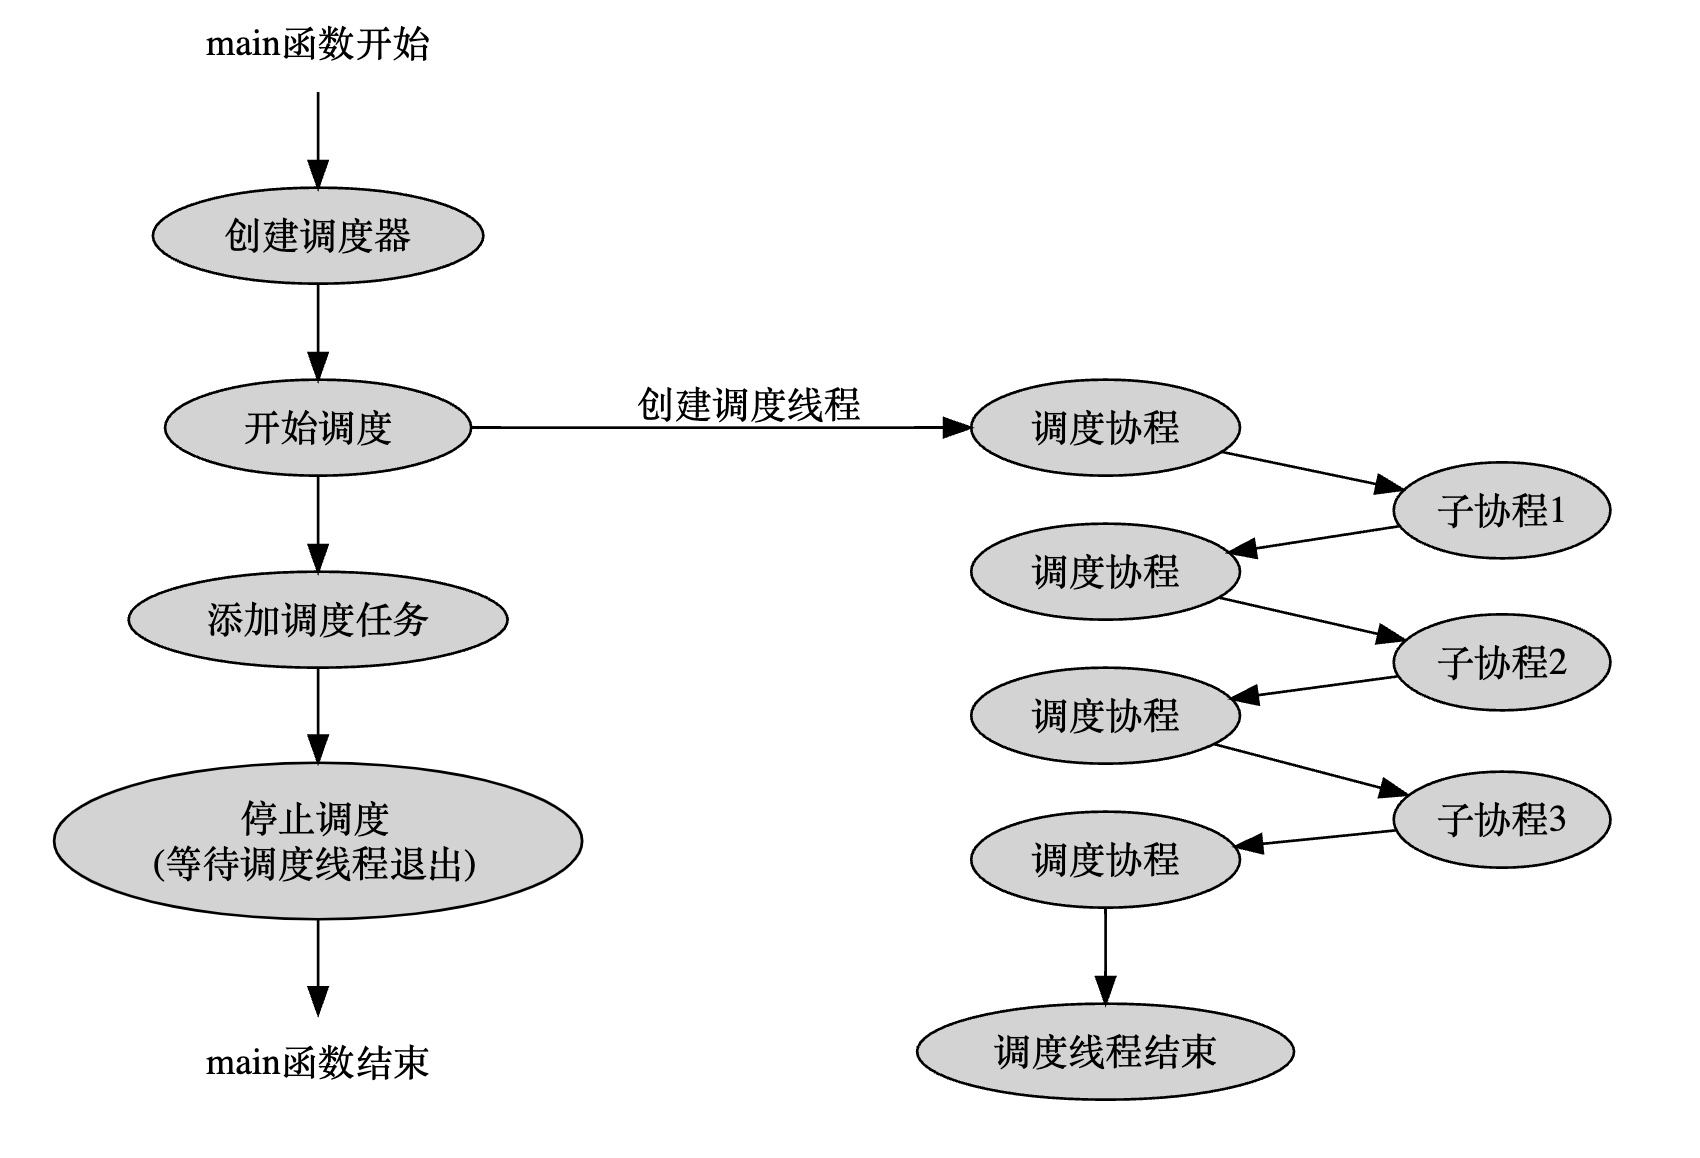 main函数开始
创建调度器
开始调度
创建调度线程
调度协程
子协程1
调度协程
添加调度任务
子协程2
调度协程
停止调度
(等待调度线程退出)
子协程3
调度协程
调度线程结束
main函数结束